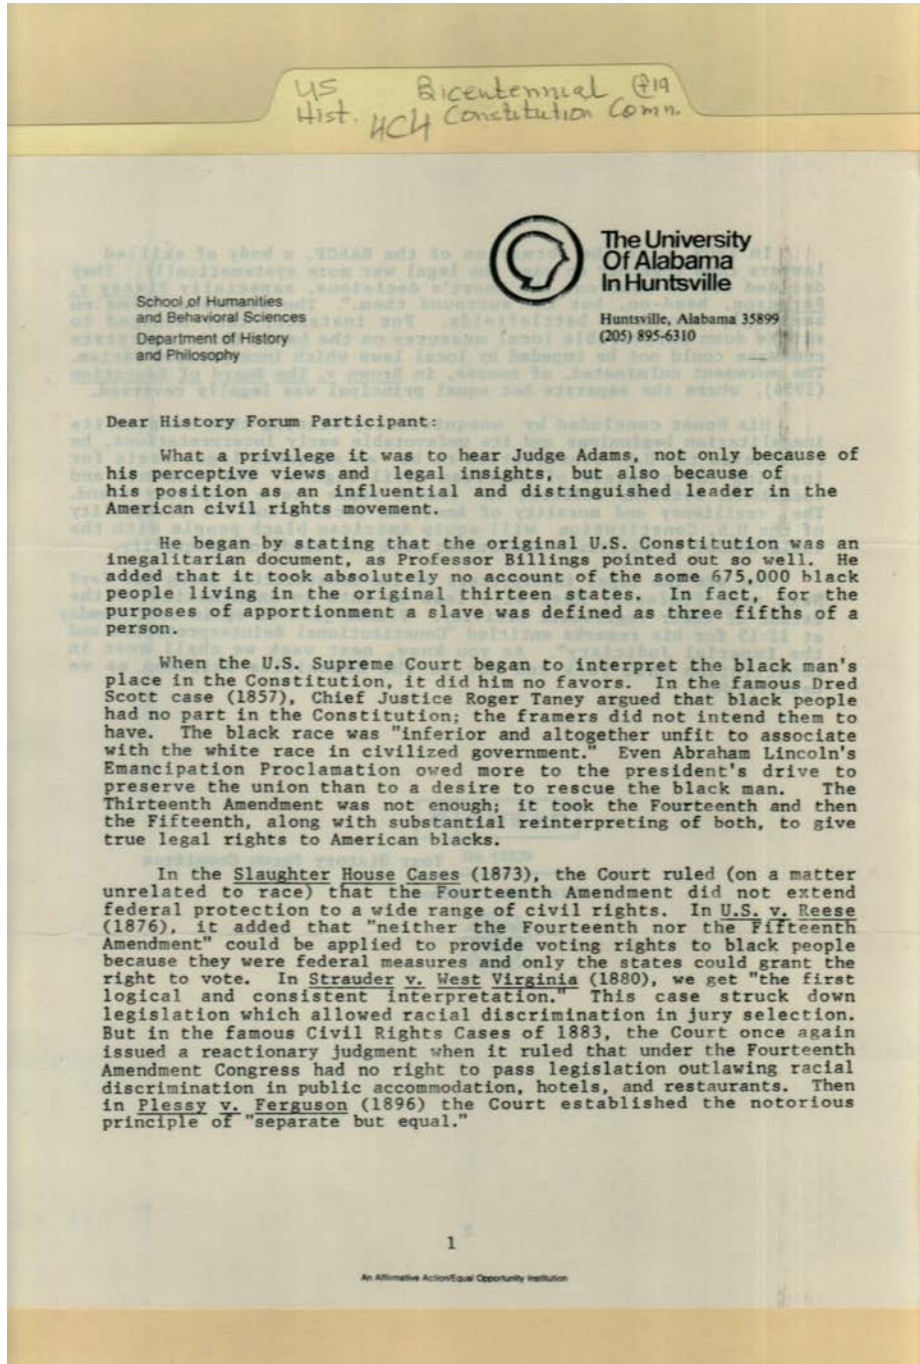 US Bicentennial
Hist. 4CH Constitution Comn.
The University
Of Alabama
In Huntsville
School of Humanities
and Behavioral Sciences
Department of History
and Philosophy
Huntsville, Alabama 35899
(205) 895-6310
Dear History Forum Participant:
What a privilege it was to hear Judge Adams, not only because of
his perceptive views and legal insights, but also because of
his position as an influential and distinguished leader in the
American civil rights movement.
He began by stating that the original U.S. Constitution was an
inegalitarian document, as Professor Billings pointed out so well. He
added that it took absolutely no account of the some 675,000 black
people living in the original thirteen states. In fact, for the
purposes of apportionment a slave was defined as three fifths of a
person.
When the U.S. Supreme Court began to interpret the black man's
place in the Constitution, it did him no favors. In the famous Dred
Scott case (1857), Chief Justice Roger Taney argued that black people
had no part in the Constitution; the framers did not intend them to
have. The black race was "inferior and altogether unfit to associate
with the white race in civilized government." Even Abraham Lincoln's
Emancipation Proclamation owed more to the president's drive to
preserve the union than to a desire to rescue the black man. The
Thirteenth Amendment was not enough; it took the Fourteenth and then
the Fifteenth, along with substantial reinterpreting of both, to give
true legal rights to American blacks.
In the Slaughter House Cases (1873), the Court ruled (on a matter
unrelated to race) that the Fourteenth Amendment did not extend
federal protection to a wide range of civil rights. In U.S. v. Reese
(1876), it added that "neither the Fourteenth nor the Fifteenth
Amendment" could be applied to provide voting rights to black people
because they were federal measures and only the states could grant the
right to vote. In Strauder v. West Virginia (1880), we get "the first
logical and consistent interpretation." This case struck down
legislation which allowed racial discrimination in jury selection.
But in the famous Civil Rights Cases of 1883, the Court once again
issued a reactionary judgment when it ruled that under the Fourteenth
Amendment Congress had no right to pass legislation outlawing racial
discrimination in public accommodation, hotels, and restaurants. Then
in Plessy v. Ferguson (1896) the Court established the notorious
principle of "separate but equal."
1
An Affirmative Action/Equal Opportunity Institution